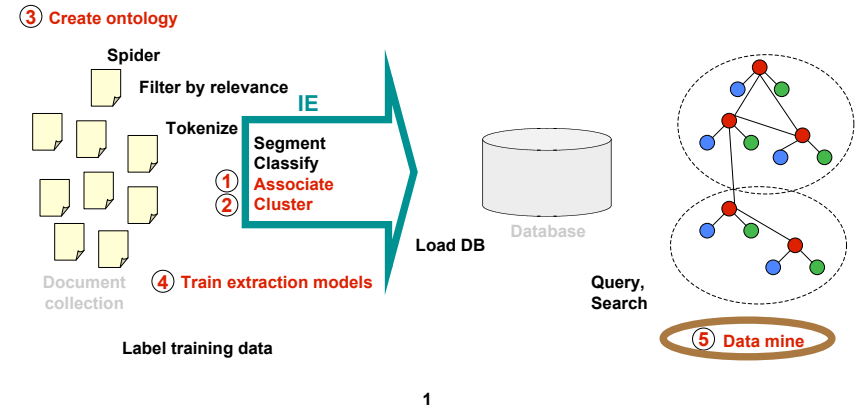 3 Create ontology
Spider
Filter by relevance
IE
Tokenize
Segment
Classify
1 Associate
2 Cluster
Load DB
Database
Document
collection
4 Train extraction models
Query,
Search
5 Data mine
Label training data
1